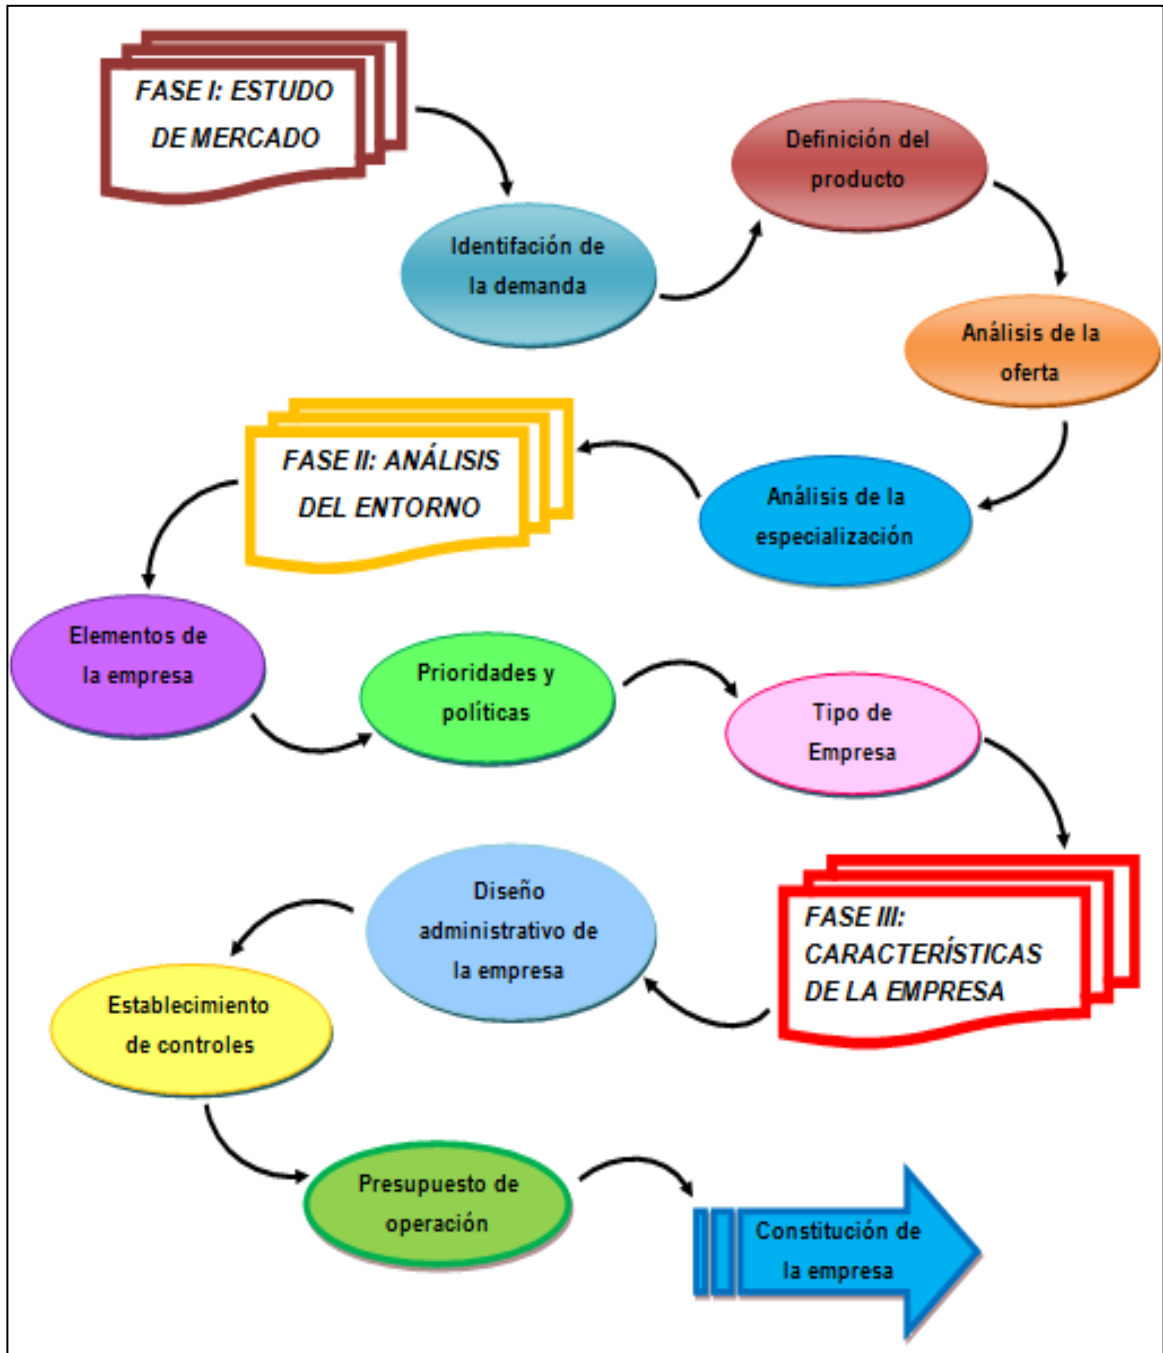 FASE I: ESTUDO
DE MERCADO
Definición del
producto
Identifación de
la demanda
Análisis de la
oferta
Análisis de la
especialización
FASE II: ANÁLISIS
DEL ENTORNO
Elementos de
la empresa
Prioridades y
políticas
Tipo de
Empresa
FASE III:
CARACTERÍSTICAS
DE LA EMPRESA
Diseño
administrativo de
la empresa
Establecimiento
de controles
Presupuesto de
operación
Constitución de
la empresa